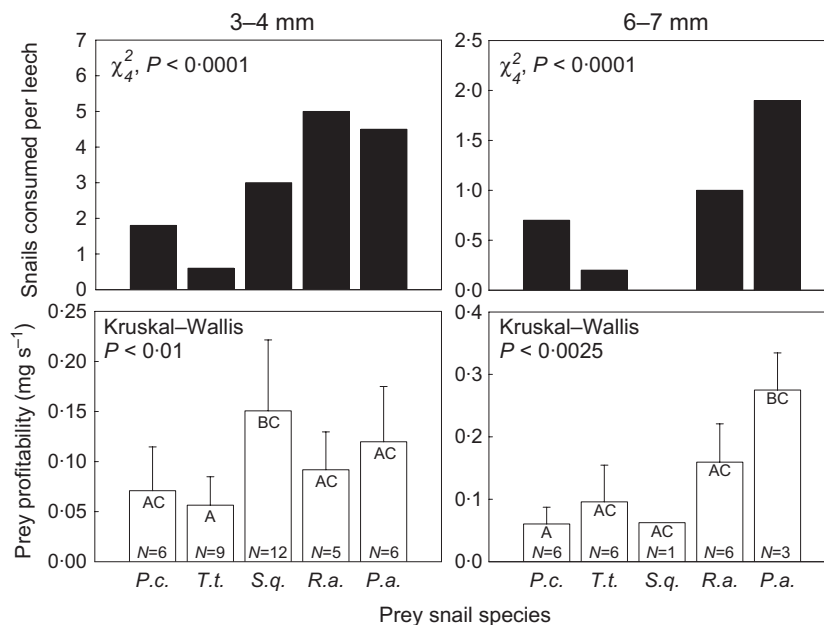 3–4 mm
6–7 mm
Snails consumed per leech
7
6
5
4
3
2
1
0
χ₄², P < 0·0001
2·5
2·0
1·5
1·0
0·5
0·0
χ₄², P < 0·0001
Prey profitability (mg s⁻¹)
0·25
0·20
0·15
0·10
0·05
0·00
Kruskal–Wallis
P < 0·01
AC
A
BC
AC
AC
N=6
N=9
N=12
N=5
N=6
P.c.
T.t.
S.q.
R.a.
P.a.
0·4
0·3
0·2
0·1
0·0
Kruskal–Wallis
P < 0·0025
A
AC
AC
AC
BC
N=6
N=6
N=1
N=6
N=3
P.c.
T.t.
S.q.
R.a.
P.a.
Prey snail species